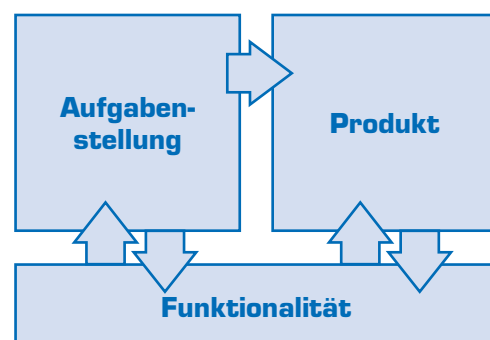 Aufgaben-
stellung
Produkt
Funktionalität